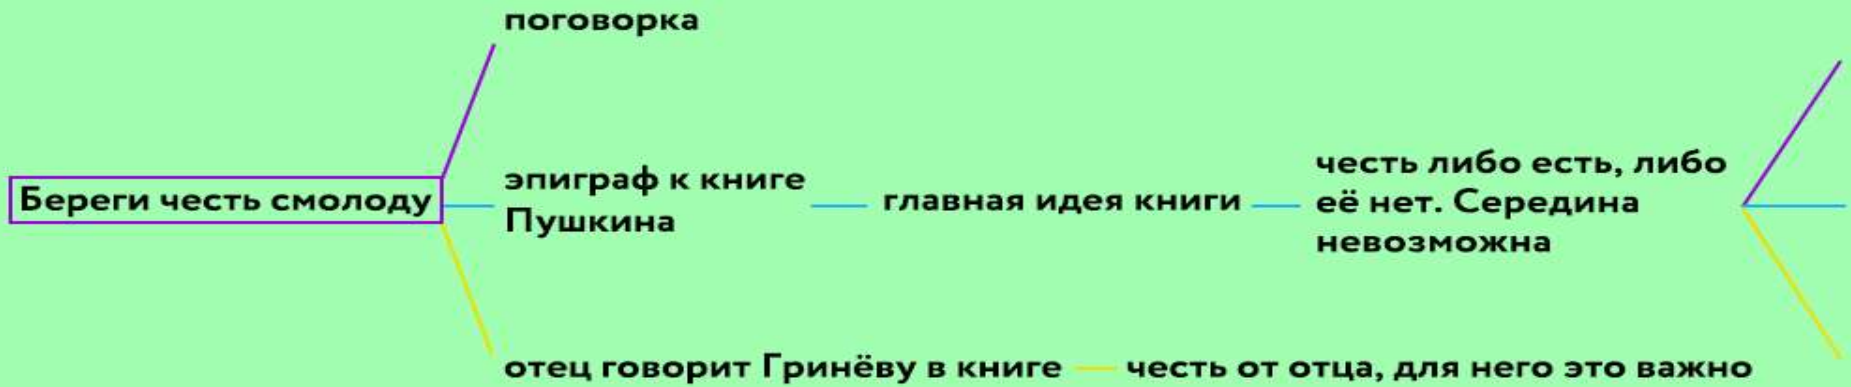 поговорка
Береги честь смолоду
эпиграф к книге
Пушкина
главная идея книги
честь либо есть, либо
её нет. Середина
невозможна
отец говорит Гринёву в книге
честь от отца, для него это важно